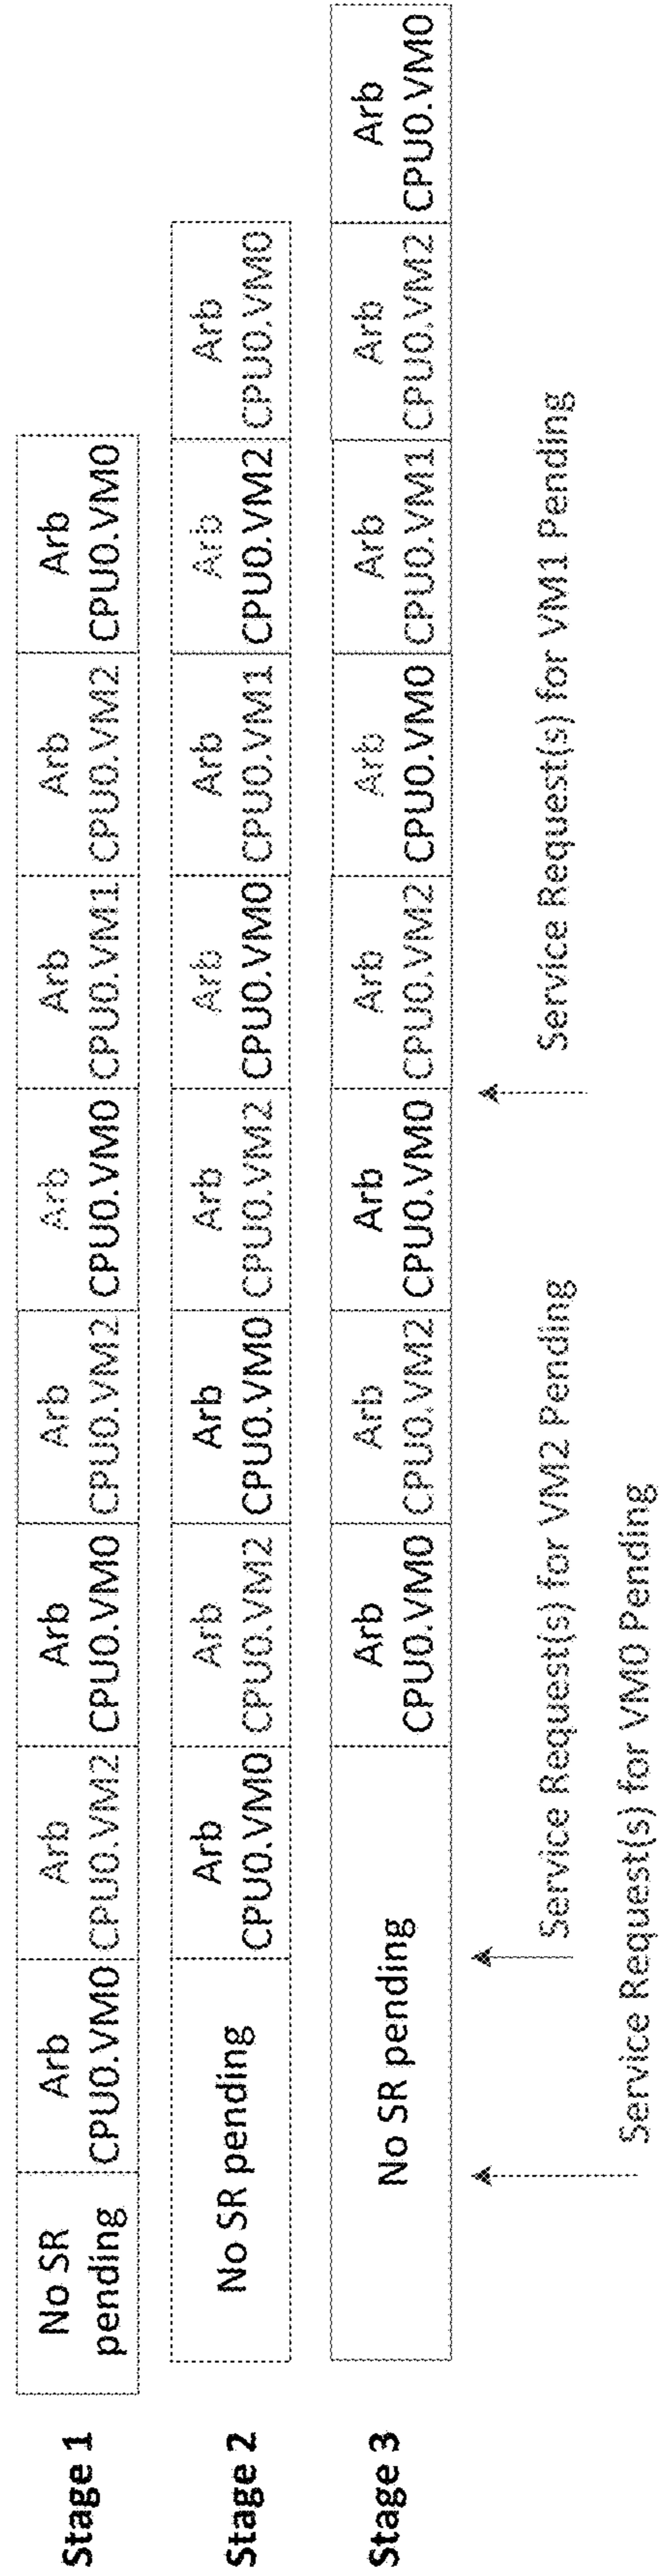 Stage 1
No SR
pending
Arb
CPU0.VM0
Arb
CPU0.VM2
Arb
CPU0.VM0
Arb
CPU0.VM2
Arb
CPU0.VM0
Arb
CPU0.VM1
Arb
CPU0.VM2
Arb
CPU0.VM0
Stage 2
No SR pending
Arb
CPU0.VM0
Arb
CPU0.VM2
Arb
CPU0.VM0
Arb
CPU0.VM2
Arb
CPU0.VM0
Arb
CPU0.VM1
Arb
CPU0.VM2
Arb
CPU0.VM0
Stage 3
No SR pending
Arb
CPU0.VM0
Arb
CPU0.VM2
Arb
CPU0.VM0
Arb
CPU0.VM2
Arb
CPU0.VM0
Arb
CPU0.VM1
Arb
CPU0.VM2
Arb
CPU0.VM0
Service Request(s) for VM2 Pending
Service Request(s) for VM1 Pending
Service Request(s) for VM0 Pending